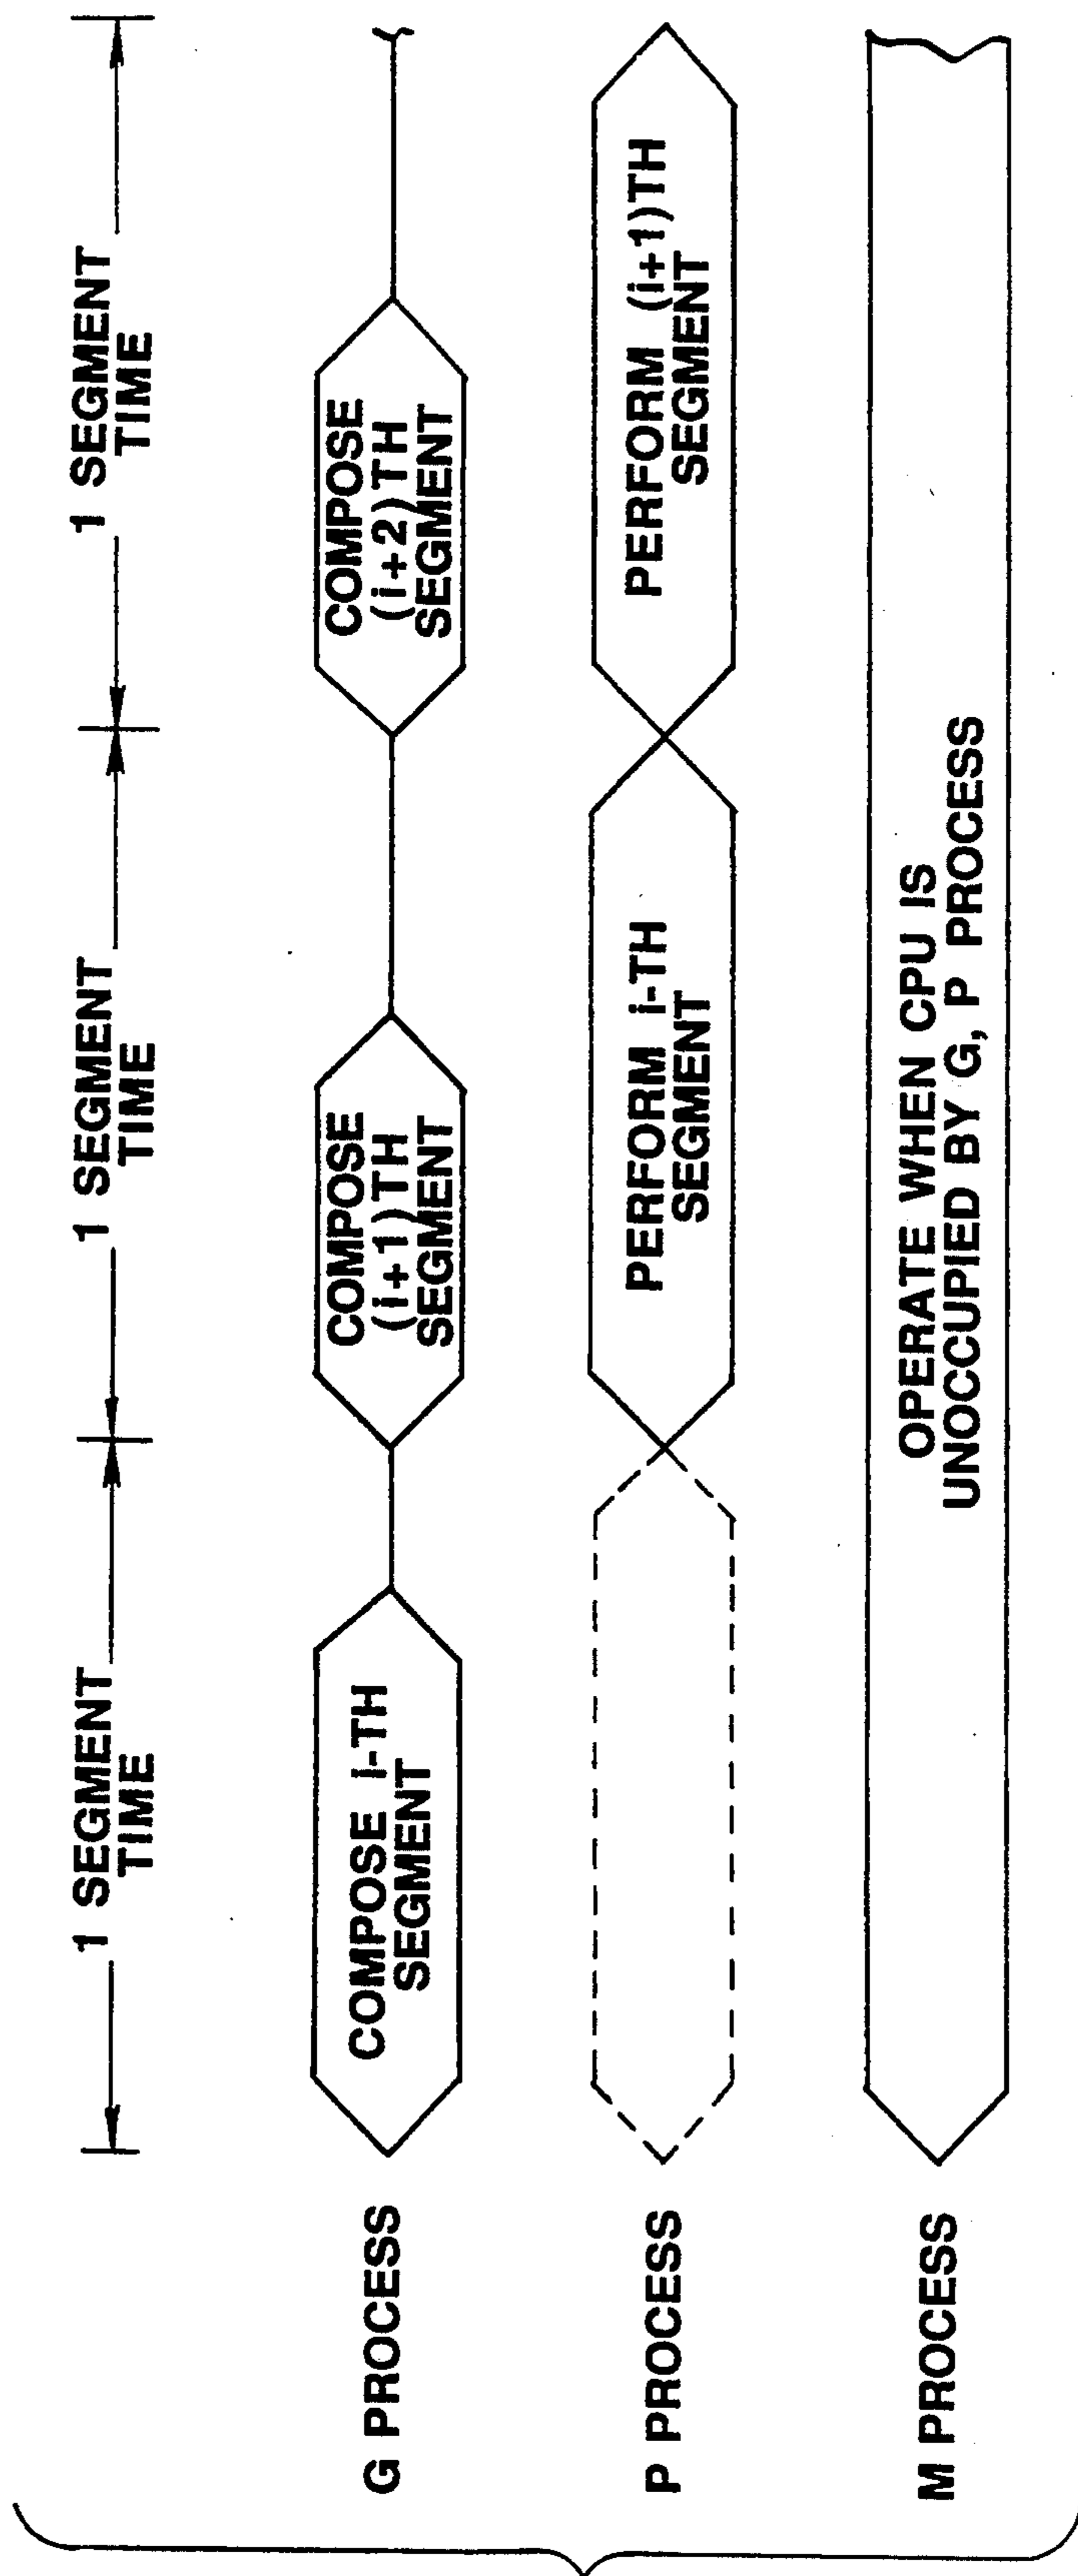 1 SEGMENT
TIME
1 SEGMENT
TIME
1 SEGMENT
TIME
G PROCESS
COMPOSE i-TH
SEGMENT
COMPOSE
(i+1)TH
SEGMENT
COMPOSE
(i+2)TH
SEGMENT
P PROCESS
PERFORM i-TH
SEGMENT
PERFORM (i+1)TH
SEGMENT
M PROCESS
OPERATE WHEN CPU IS
UNOCCUPIED BY G, P PROCESS